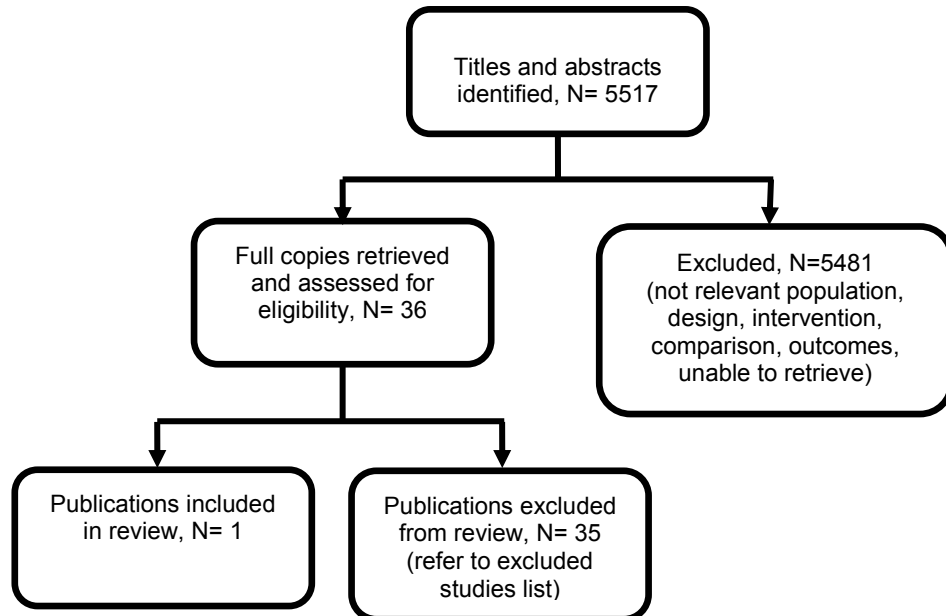 Titles and abstracts
identified, N= 5517
Full copies retrieved
and assessed for
eligibility, N= 36
Excluded, N=5481
(not relevant population,
design, intervention,
comparison, outcomes,
unable to retrieve)
Publications included
in review, N= 1
Publications excluded
from review, N= 35
(refer to excluded
studies list)